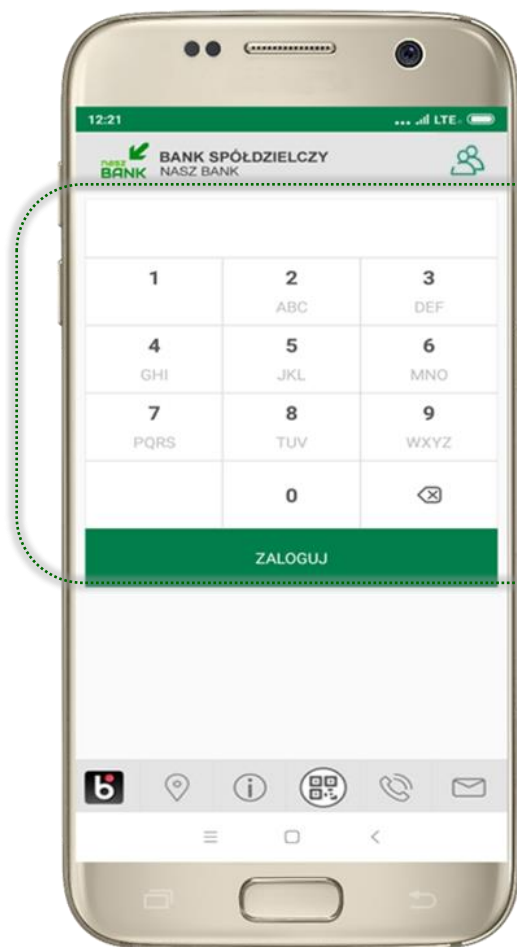 12:21 ... LTE
nasz BANK BANK SPÓŁDZIELCZY
NASZ BANK
1 2 3
ABC DEF
4 5 6
GHI JKL MNO
7 8 9
PQRS TUV WXYZ
0
ZALOGUJ
b